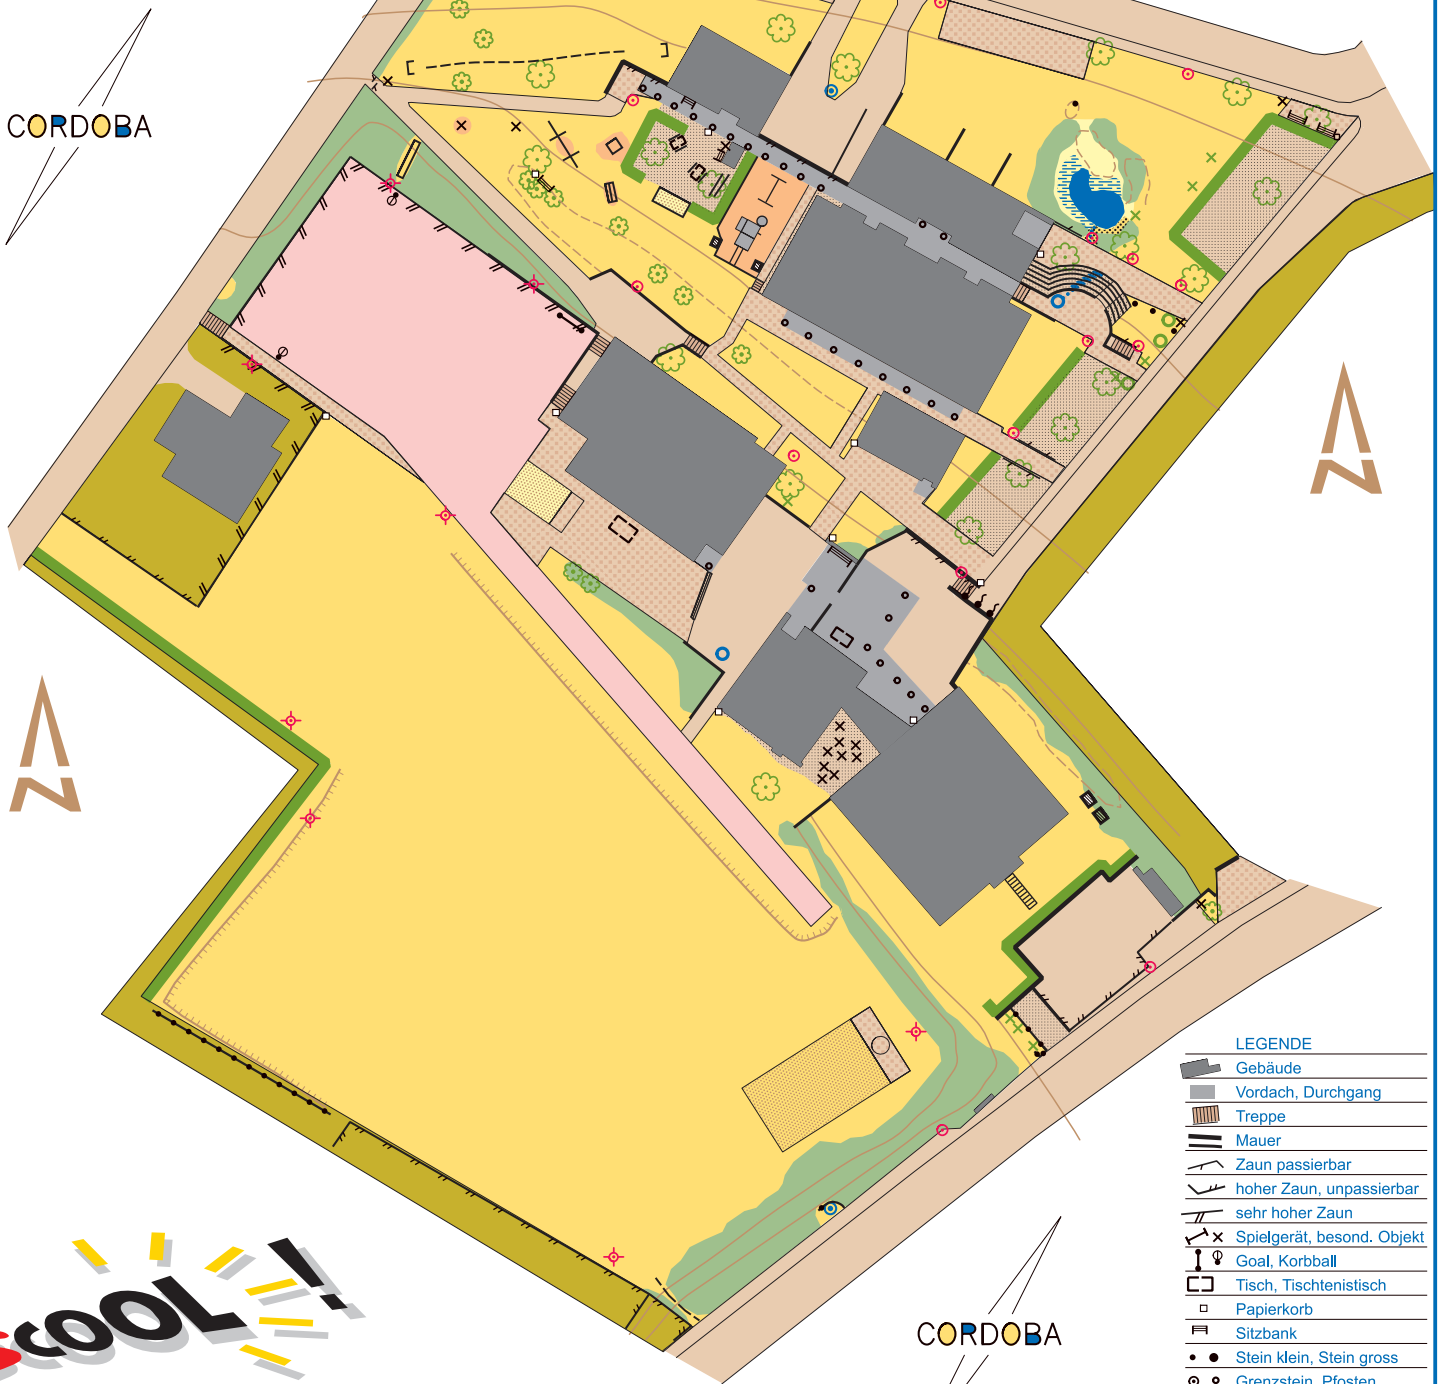 CORDOBA
N
N
LEGENDE
Gebäude
Vordach, Durchgang
Treppe
Mauer
Zaun passierbar
hoher Zaun, unpassierbar
sehr hoher Zaun
Spielgerät, besond. Objekt
Goal, Korbball
Tisch, Tischtenistisch
Papierkorb
Sitzbank
Stein klein, Stein gross
Grenzstein, Pfosten
COOL !
CORDOBA